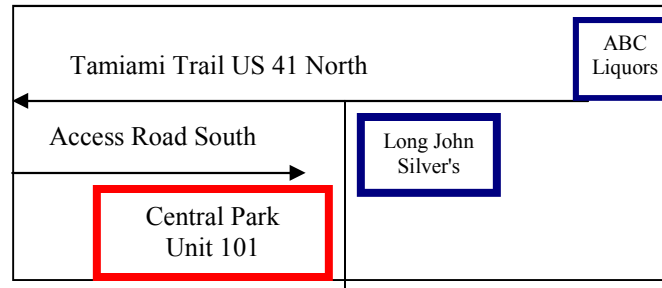 ABC
Liquors
Tamiami Trail US 41 North
Access Road South
Long John
Silver's
Central Park
Unit 101